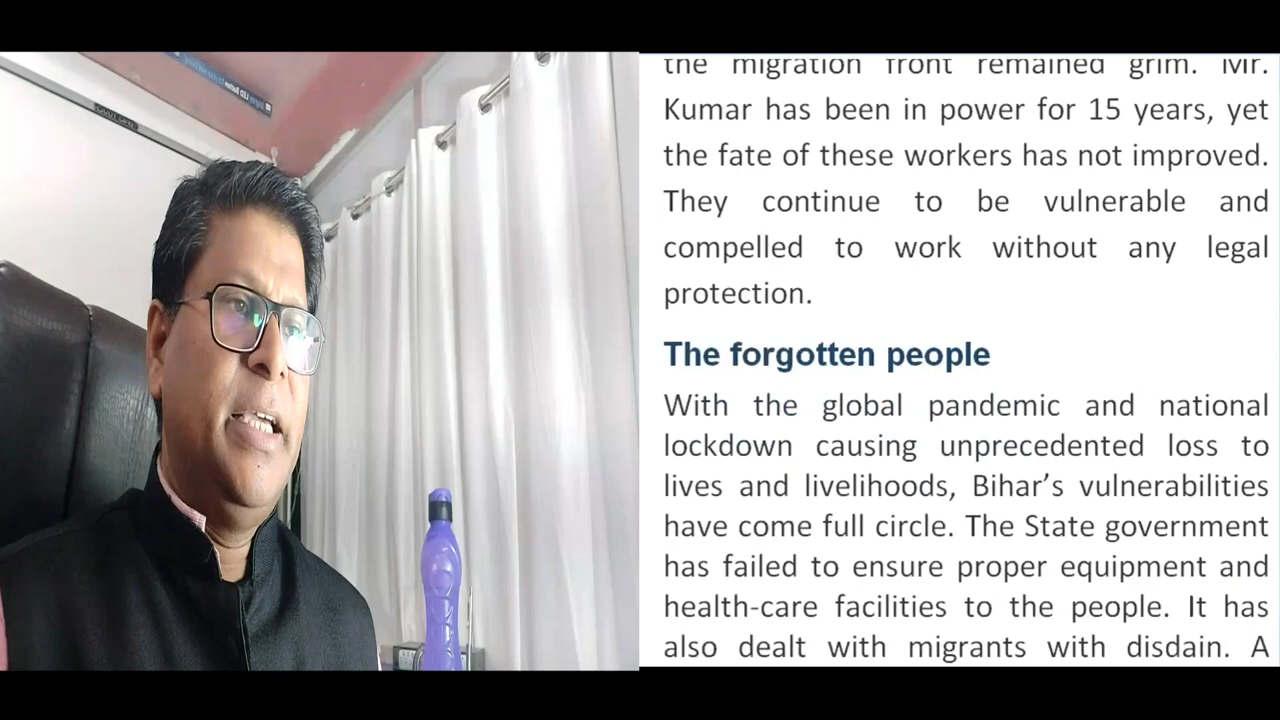 the migration front remained grim. Mr.
Kumar has been in power for 15 years, yet
the fate of these workers has not improved.
They continue to be vulnerable and
compelled to work without any legal
protection.
The forgotten people
With the global pandemic and national
lockdown causing unprecedented loss to
lives and livelihoods, Bihar’s vulnerabilities
have come full circle. The State government
has failed to ensure proper equipment and
health-care facilities to the people. It has
also dealt with migrants with disdain. A